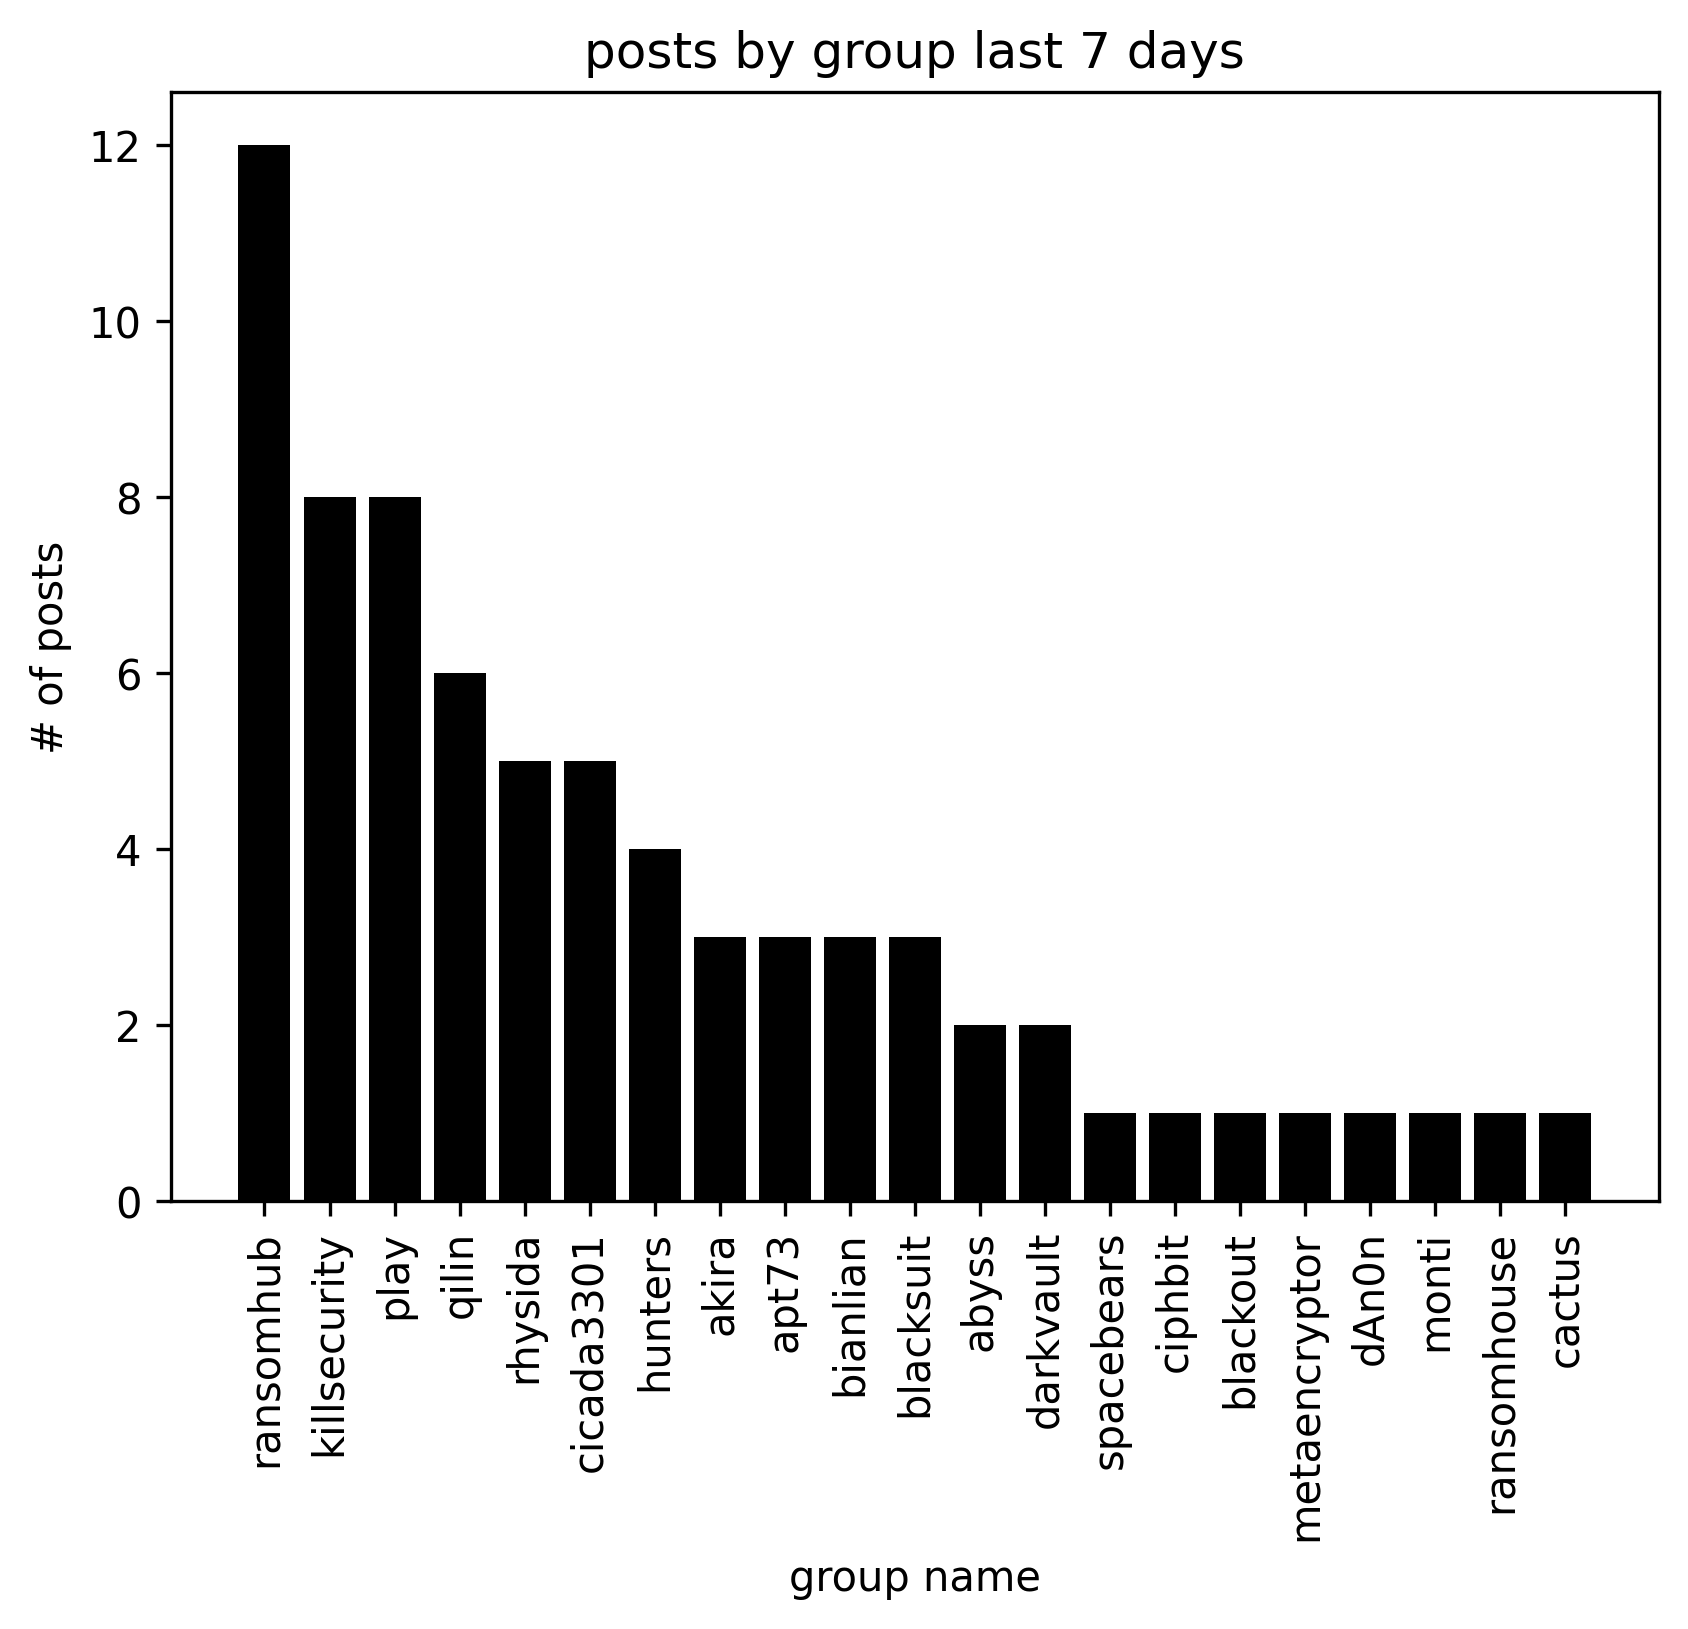 posts by group last 7 days
12
10
8
6
4
2
0
# of posts
ransomhub
killsecurity
play
qilin
rhysida
cicada3301
hunters
akira
apt73
bianlian
blacksuit
abyss
darkvault
spacebears
ciphbit
blackout
metaencryptor
dAn0n
monti
ransomhouse
cactus
group name